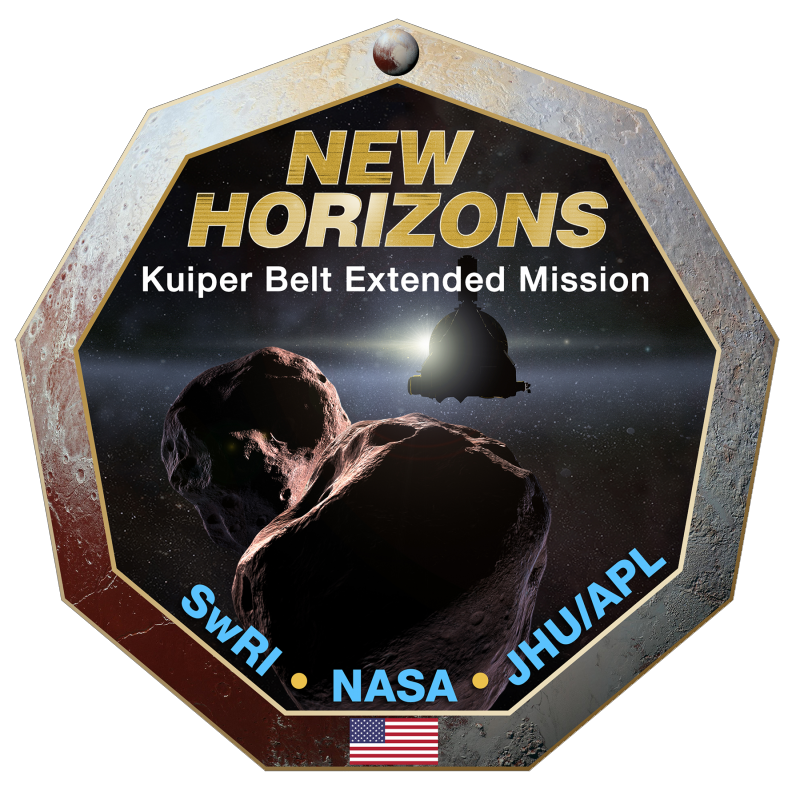 NEW
HORIZONS
Kuiper Belt Extended Mission
SwRI • NASA • JHU/APL